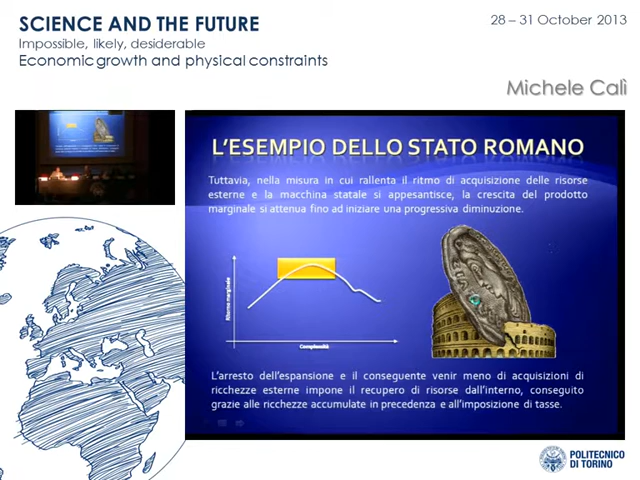 SCIENCE AND THE FUTURE
Impossible, likely, desiderable
Economic growth and physical constraints
28 – 31 October 2013
Michele Calì
L'ESEMPIO DELLO STATO ROMANO
Tuttavia, nella misura in cui rallenta il ritmo di acquisizione delle risorse
esterne e la macchina statale si appesantisce, la crescita del prodotto
marginale si attenua fino ad iniziare una progressiva diminuzione.
Ritorno marginale
Complessità
L'arresto dell'espansione e il conseguente venir meno di acquisizioni di
ricchezze esterne impone il recupero di risorse dall'interno, conseguito
grazie alle ricchezze accumulate in precedenza e all'imposizione di tasse.
POLITECNICO
DI TORINO